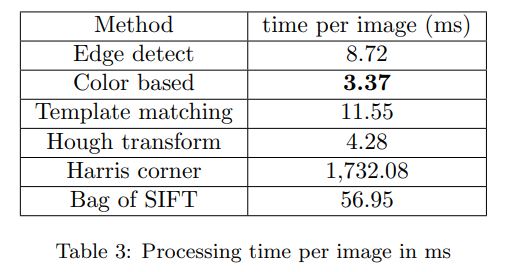 Method time per image (ms)
Edge detect 8.72
Color based 3.37
Template matching 11.55
Hough transform 4.28
Harris corner 1,732.08
Bag of SIFT 56.95
Table 3: Processing time per image in ms